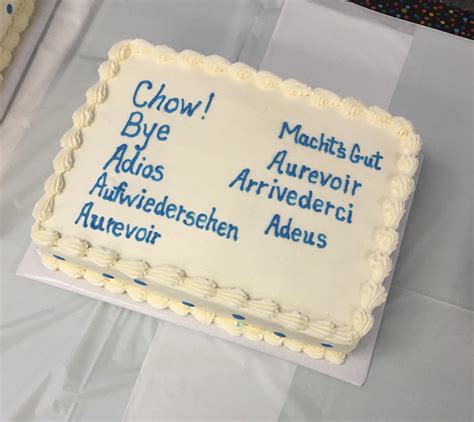 Chow!
Bye
Adios
Aufwiedersehen
Aurevoir
Macht's Gut
Aurevoir
Arrivederci
Adeus